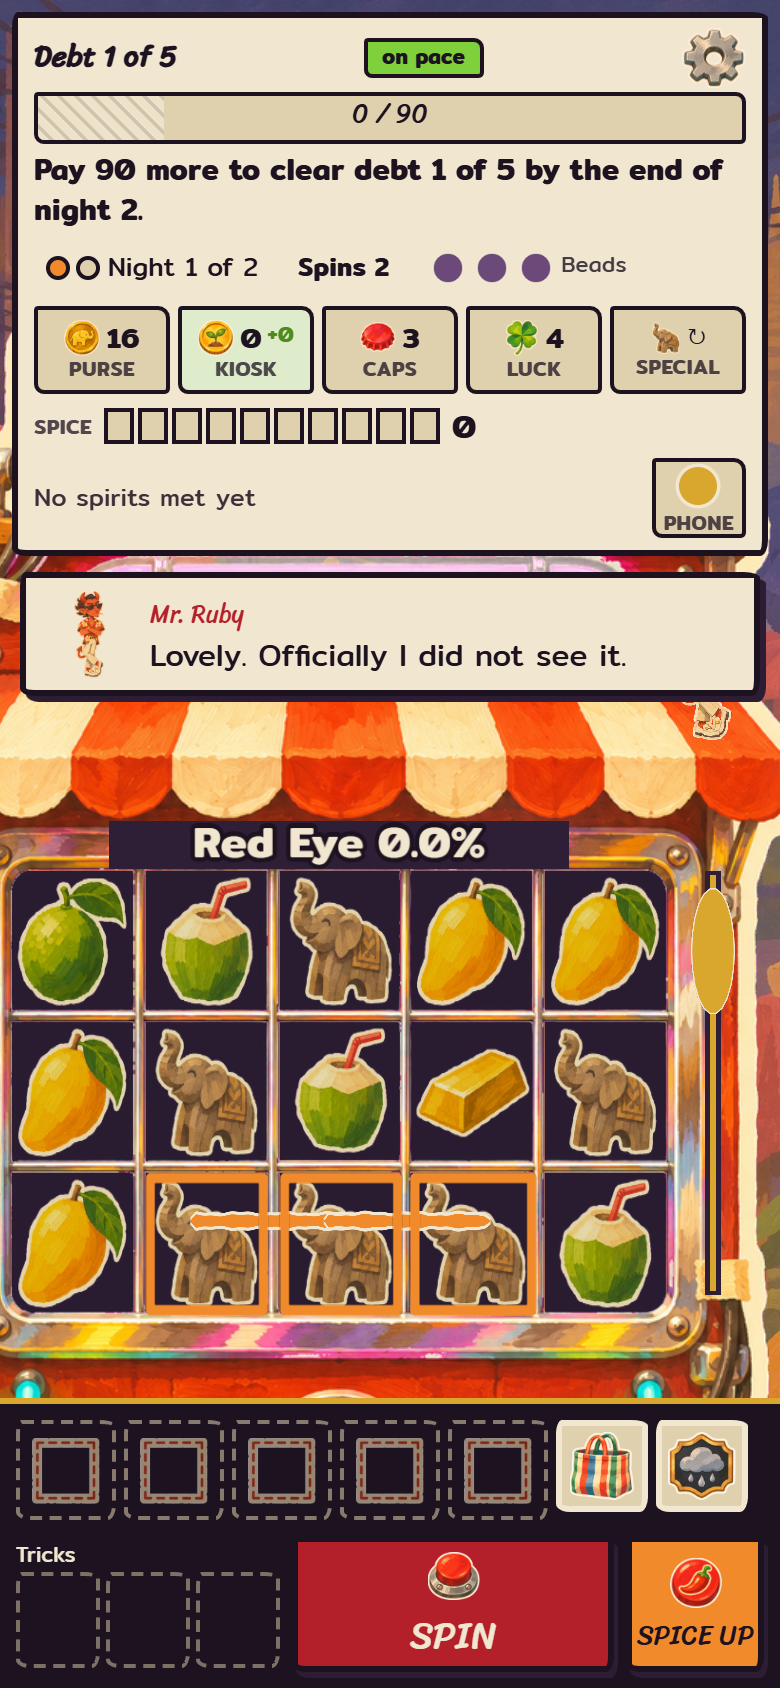 Debt 1 of 5
on pace
0 / 90
Pay 90 more to clear debt 1 of 5 by the end of
night 2.
Night 1 of 2
Spins 2
Beads
16
PURSE
0 +0
KIOSK
3
CAPS
4
LUCK
↻
SPECIAL
SPICE
0
No spirits met yet
PHONE
Mr. Ruby
Lovely. Officially I did not see it.
Red Eye 0.0%
Tricks
SPIN
SPICE UP